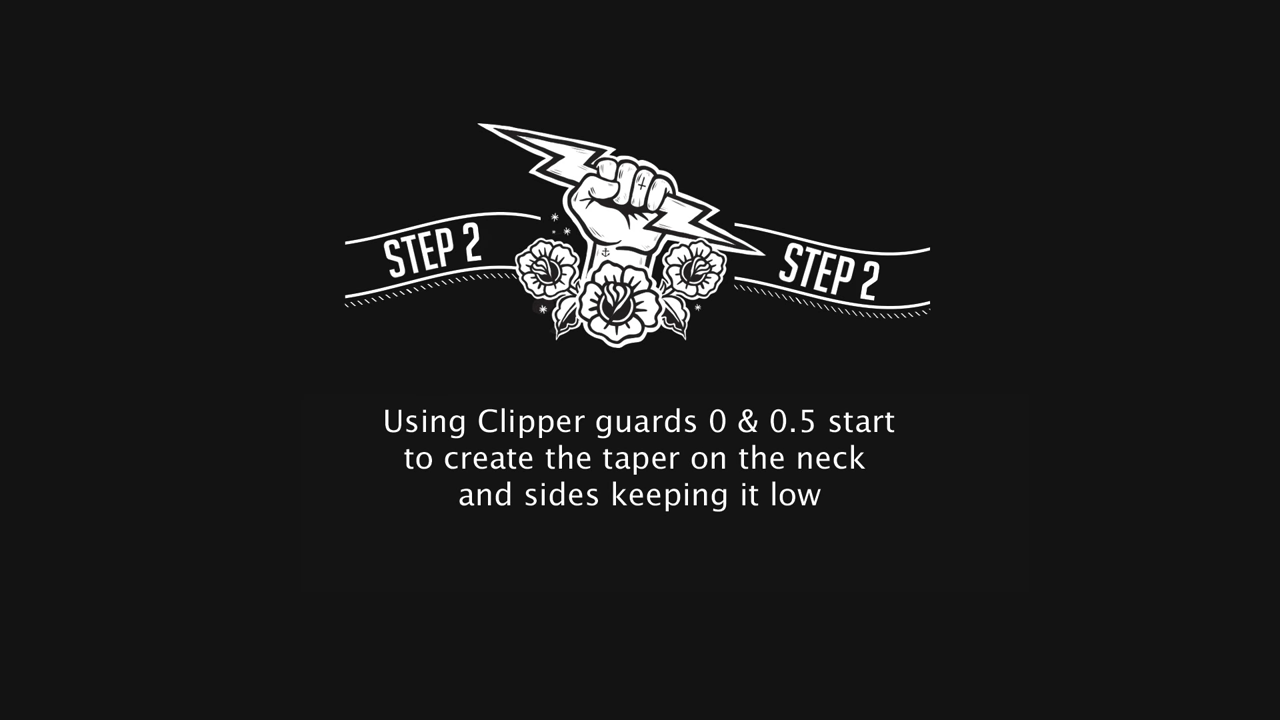 STEP 2
STEP 2
Using Clipper guards 0 & 0.5 start
to create the taper on the neck
and sides keeping it low